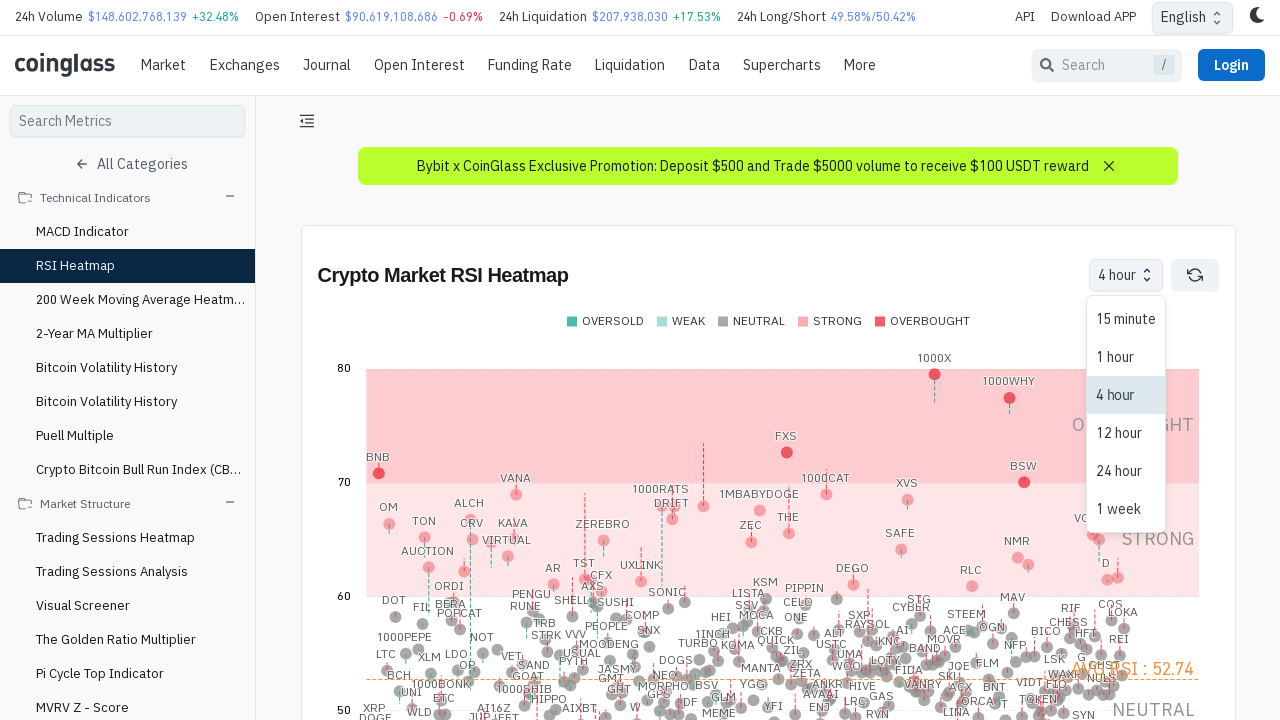 24h Volume $148,602,768,139 +32.48% Open Interest $90,619,108,686 -0.69% 24h Liquidation $207,938,030 +17.53% 24h Long/Short 49.58%/50.42% API Download APP English
coinglass Market Exchanges Journal Open Interest Funding Rate Liquidation Data Supercharts More Search / Login
Search Metrics
All Categories
Technical Indicators
MACD Indicator
RSI Heatmap
200 Week Moving Average Heatm...
2-Year MA Multiplier
Bitcoin Volatility History
Bitcoin Volatility History
Puell Multiple
Crypto Bitcoin Bull Run Index (CB...
Market Structure
Trading Sessions Heatmap
Trading Sessions Analysis
Visual Screener
The Golden Ratio Multiplier
Pi Cycle Top Indicator
MVRV Z - Score
Bybit x CoinGlass Exclusive Promotion: Deposit $500 and Trade $5000 volume to receive $100 USDT reward
Crypto Market RSI Heatmap
4 hour
15 minute
1 hour
4 hour
12 hour
24 hour
1 week
OVERSOLD WEAK NEUTRAL STRONG OVERBOUGHT
80
1000X
1000WHY
FXS
BNB
BSW
70
VANA
1000CAT
XVS
1000RATS
1MBABYDOGE
OM
ALCH
DRIFT
TON
CRV
KAVA
ZEREBRO
ZEC
THE
SAFE
STRONG
VIRTUAL
NMR
AUCTION
AR
TST
CFX
UXLINK
DEGO
RLC
D
60
ORDI
AXS
KSM
PIPPIN
DOT
FIL
BERA
POPCAT
PENGU
RUNE
SHELL
SUSHI
SONIC
LISTA
SSV
CELO
STG
CYBER
MAV
RIF
COS
LOKA
1000PEPE
NOT
TRB
STRK
VVV
PEOPLE
COMP
SNX
HEI
MOCA
ONE
SXP
RAYSOL
STEEM
ACE
OGN
CHESS
HFT
BICO
REI
LTC
XLM
LDO
OP
VET
USUAL
MOODENG
TURBO
1INCH
CKB
ALT
USTC
KNC
AI
MOVR
NFP
BCH
SAND
GOAT
PYTH
JASMY
GMT
DOGS
KOMA
QUICK
ZIL
ZRX
ZETA
UMA
WOO
IOTX
BAND
FIDA
JOE
FLM
LSK
G
GHST
AVG RSI : 52.74
UNI
1000BONK
ETC
1000SHIB
HIPPO
GRT
NEO
BSV
YGG
MANTA
HIVE
VANRY
ACX
BNT
VIDT
XRP
DOGE
WLD
AI16Z
AIXBT
W
GPS
GLM
MEME
YFI
AVAAI
LRC
GAS
RVN
LINA
ORCA
SYN
NEUTRAL
50